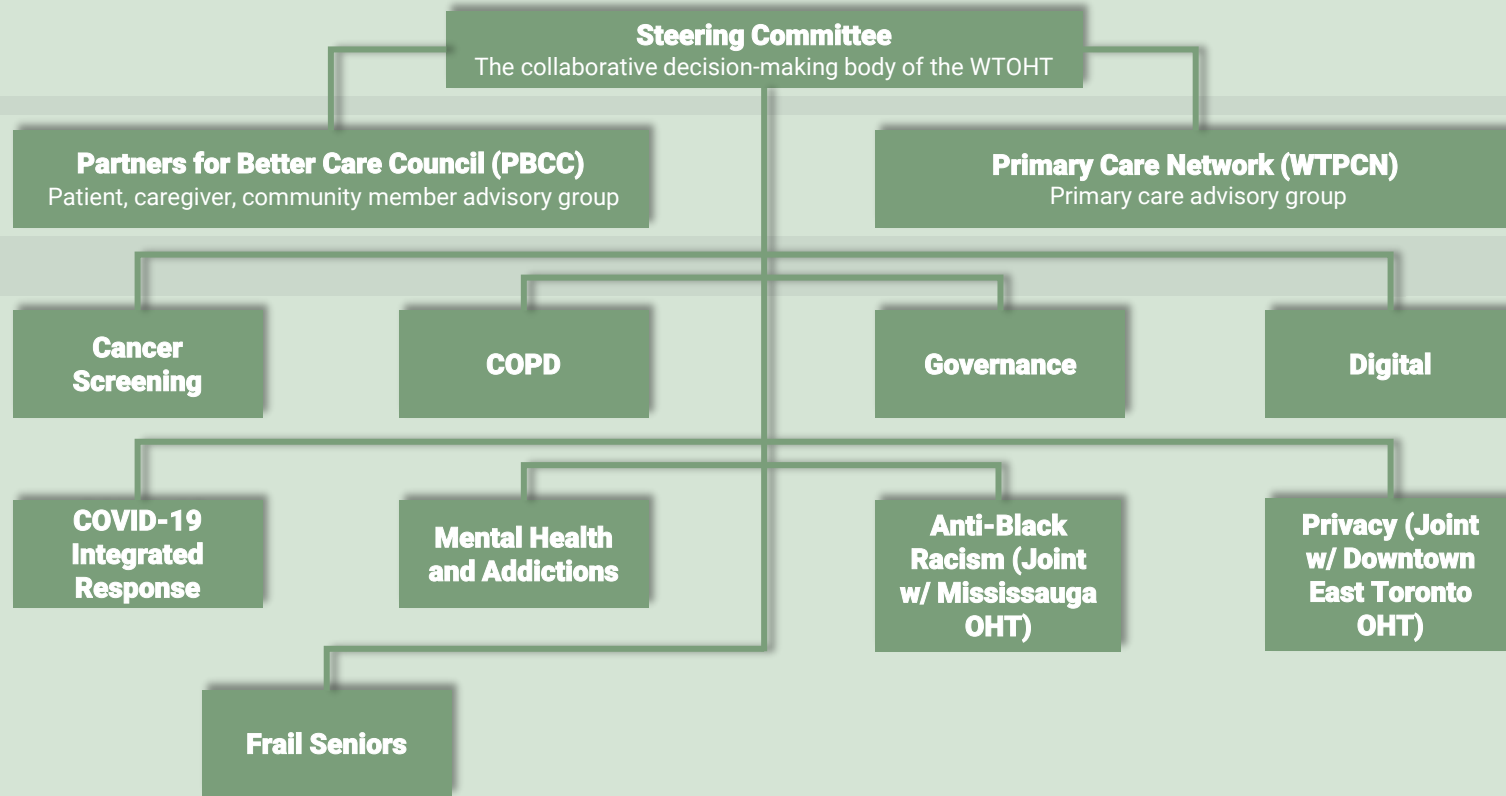 Steering Committee
The collaborative decision-making body of the WTOHT
Partners for Better Care Council (PBCC)
Patient, caregiver, community member advisory group
Primary Care Network (WTPCN)
Primary care advisory group
Cancer
Screening
COPD
Governance
Digital
COVID-19
Integrated
Response
Mental Health
and Addictions
Anti-Black
Racism (Joint
w/ Mississauga
OHT)
Privacy (Joint
w/ Downtown
East Toronto
OHT)
Frail Seniors